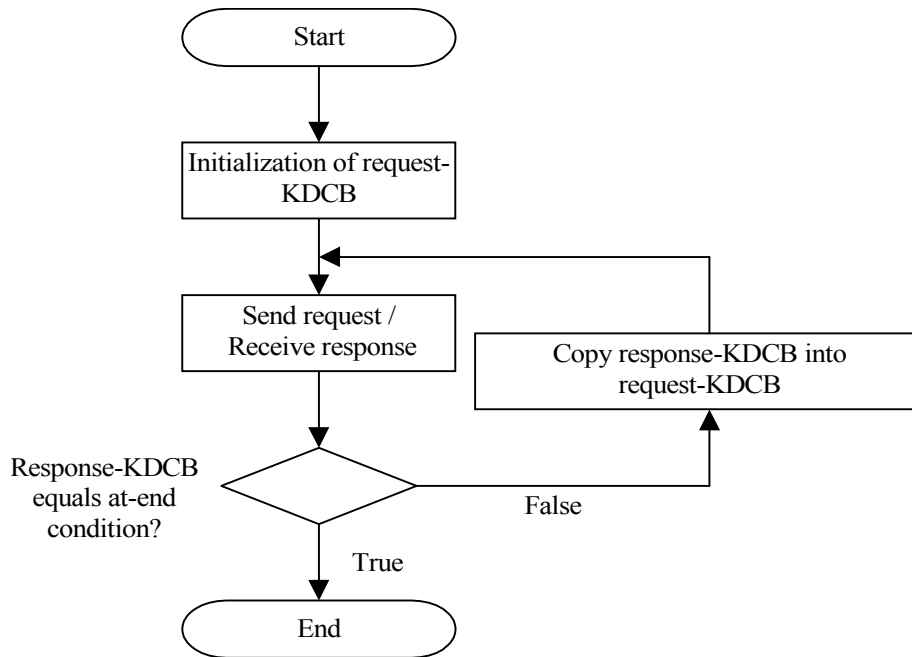 Start
Initialization of request-
KDCB
Send request /
Receive response
Copy response-KDCB into
request-KDCB
Response-KDCB
equals at-end
condition?
False
True
End